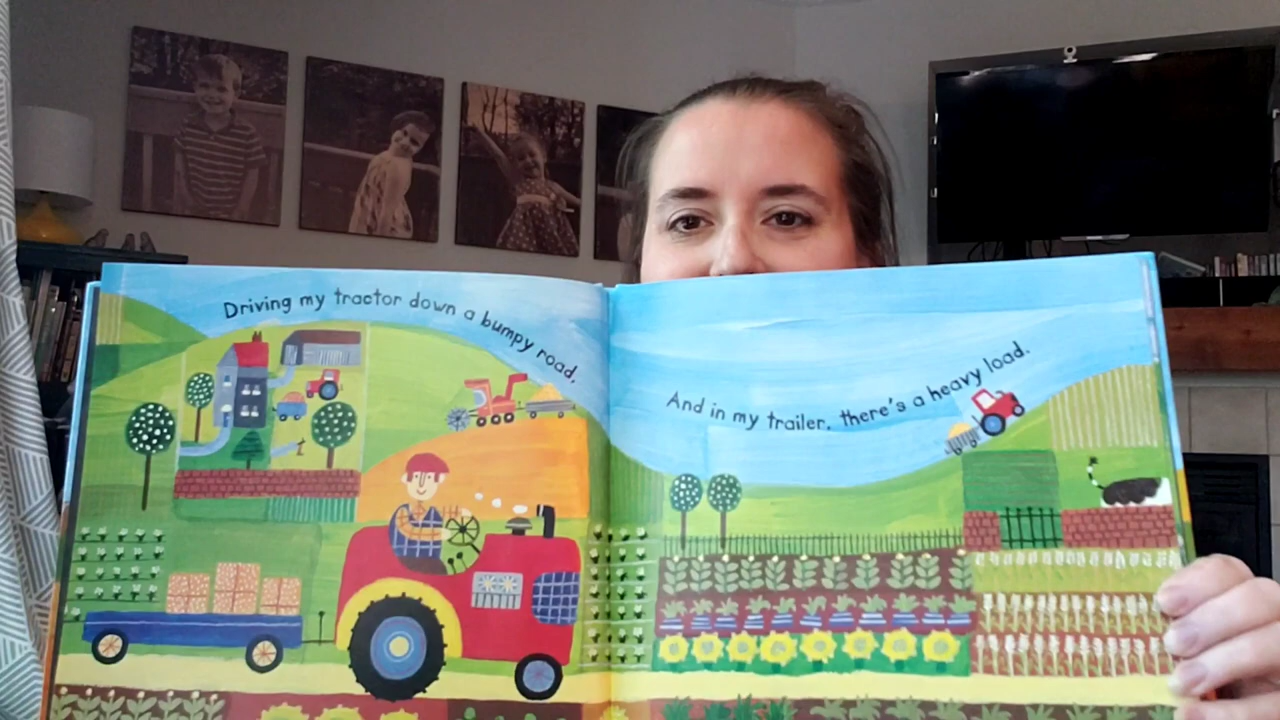 Driving my tractor down a bumpy road,
And in my trailer, there's a heavy load.